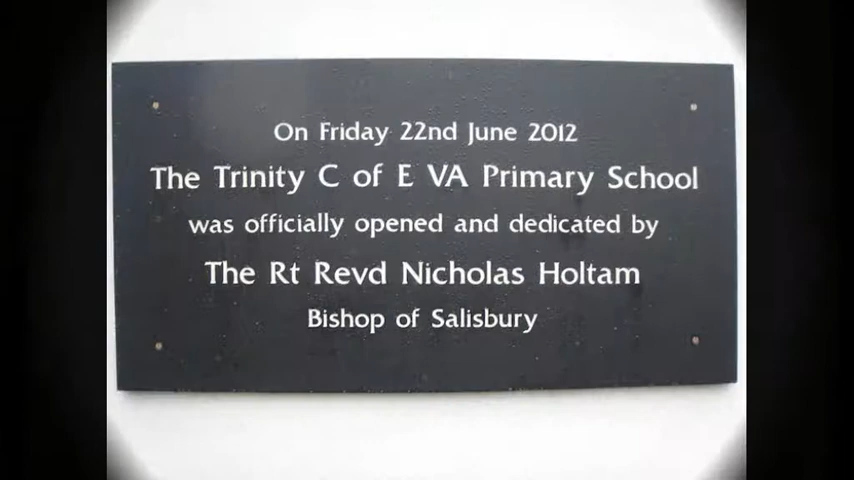 On Friday 22nd June 2012
The Trinity C of E VA Primary School
was officially opened and dedicated by
The Rt Revd Nicholas Holtam
Bishop of Salisbury